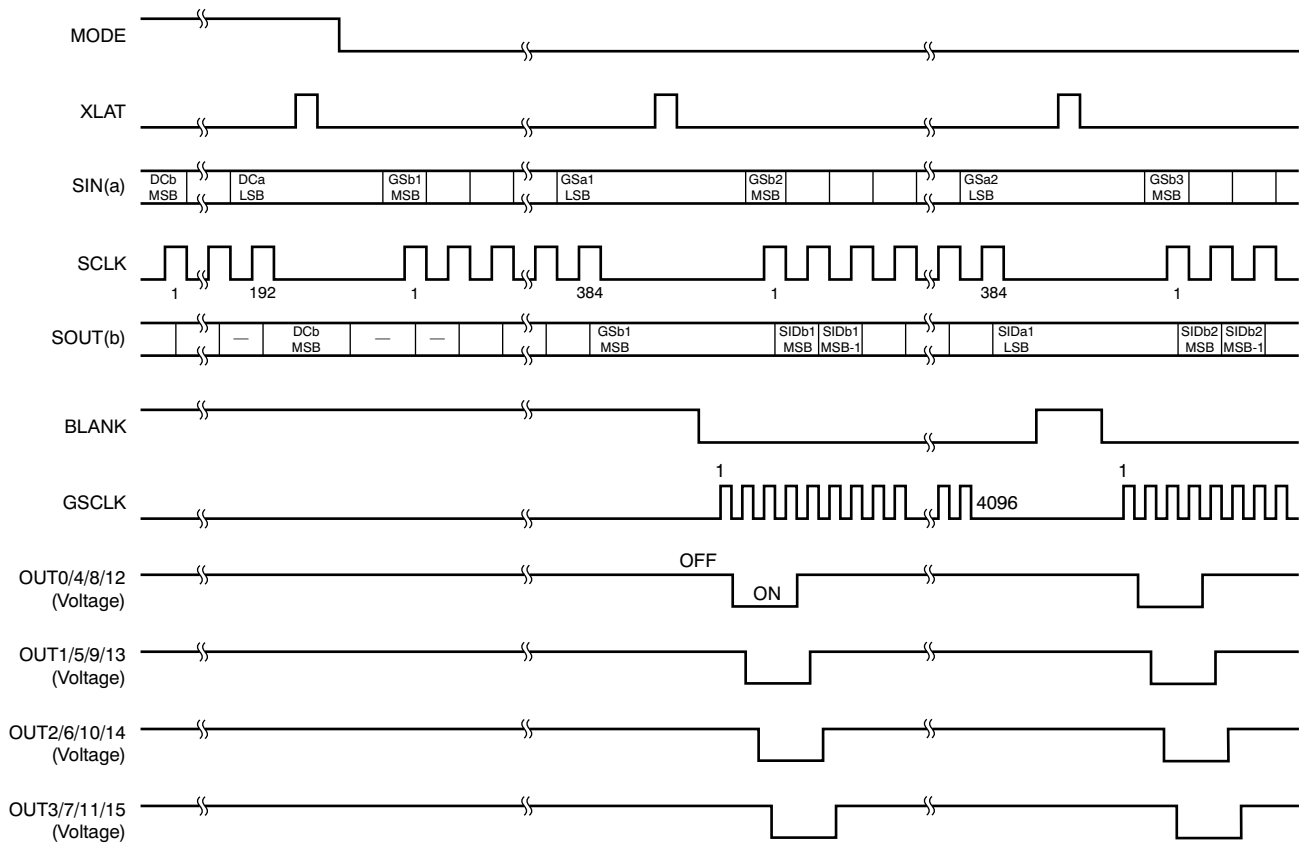 MODE
XLAT
SIN(a)
DCb
MSB
DCa
LSB
GSb1
MSB
GSa1
LSB
GSb2
MSB
GSa2
LSB
GSb3
MSB
SCLK
1
192
1
384
1
384
1
SOUT(b)
—
DCb
MSB
—
—
GSb1
MSB
SIDb1
MSB
SIDb1
MSB-1
SIDa1
LSB
SIDb2
MSB
SIDb2
MSB-1
BLANK
GSCLK
1
4096
1
OUT0/4/8/12
(Voltage)
OFF
ON
OUT1/5/9/13
(Voltage)
OUT2/6/10/14
(Voltage)
OUT3/7/11/15
(Voltage)